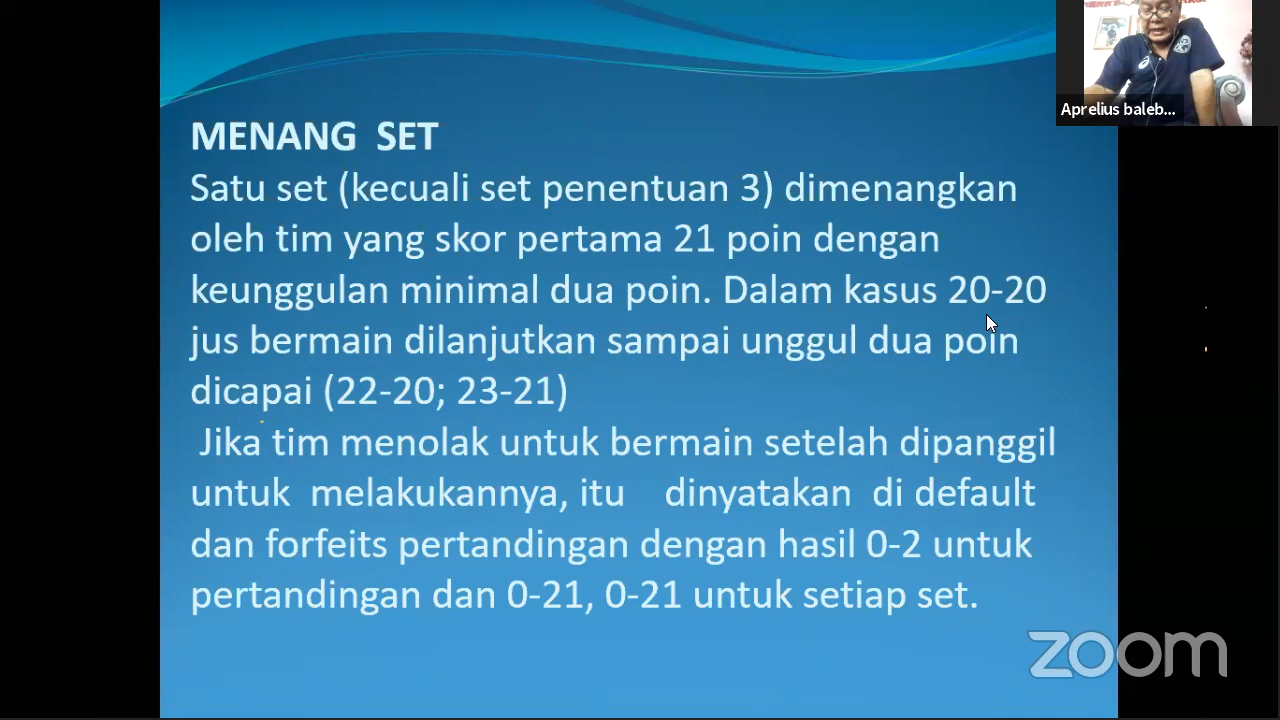 MENANG SET
Satu set (kecuali set penentuan 3) dimenangkan
oleh tim yang skor pertama 21 poin dengan
keunggulan minimal dua poin. Dalam kasus 20-20
jus bermain dilanjutkan sampai unggul dua poin
dicapai (22-20; 23-21)
Jika tim menolak untuk bermain setelah dipanggil
untuk melakukannya, itu dinyatakan di default
dan forfeits pertandingan dengan hasil 0-2 untuk
pertandingan dan 0-21, 0-21 untuk setiap set.
Aprelius baleb...
zoom